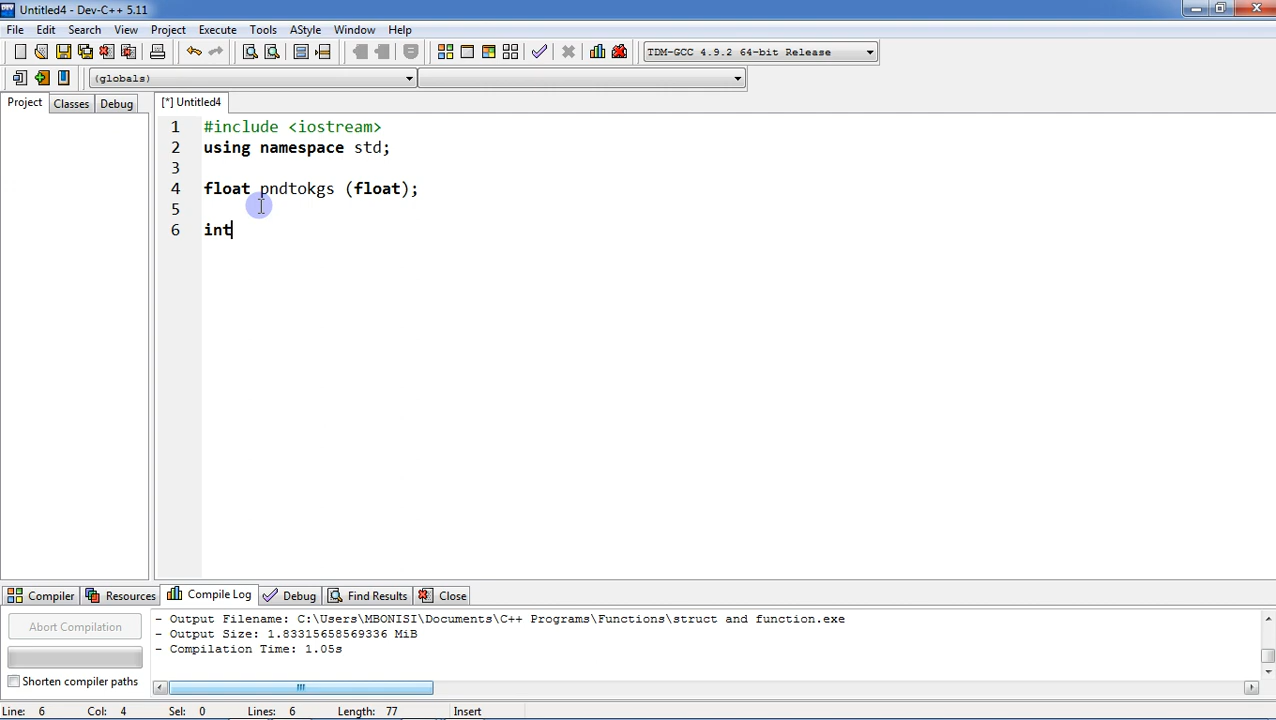 Untitled4 - Dev-C++ 5.11
File Edit Search View Project Execute Tools AStyle Window Help
TDM-GCC 4.9.2 64-bit Release
(globals)
Project Classes Debug [*] Untitled4
1 #include <iostream>
2 using namespace std;
3
4 float pndtokgs (float);
5
6 int
Compiler Resources Compile Log Debug Find Results Close
Abort Compilation
Shorten compiler paths
- Output Filename: C:\Users\MBONISI\Documents\C++ Programs\Functions\struct and function.exe
- Output Size: 1.83315658569336 MiB
- Compilation Time: 1.05s
Line: 6 Col: 4 Sel: 0 Lines: 6 Length: 77 Insert